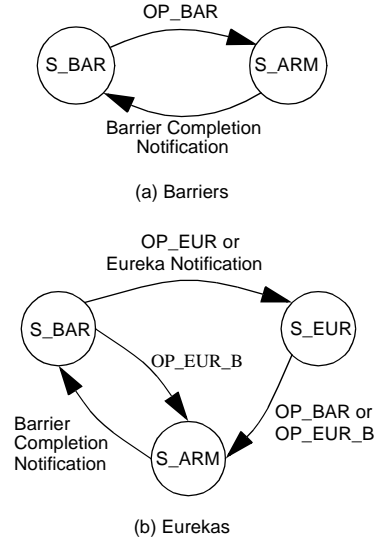 OP_BAR
S_BAR
S_ARM
Barrier Completion
Notification
(a) Barriers
OP_EUR or
Eureka Notification
S_BAR
S_EUR
OP_EUR_B
OP_BAR or
OP_EUR_B
Barrier
Completion
Notification
S_ARM
(b) Eurekas